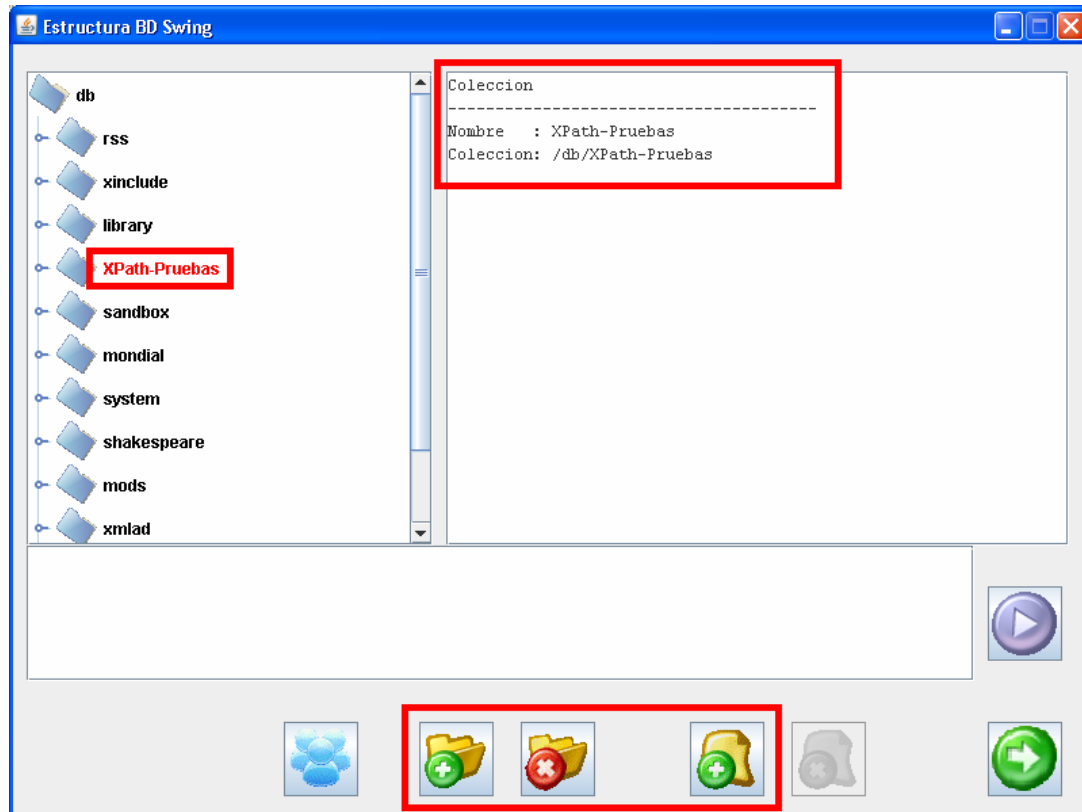 Estructura BD Swing
db
rss
xinclude
library
XPath-Pruebas
sandbox
mondial
system
shakespeare
mods
xmlad
Coleccion
---------------------------------------
Nombre   : XPath-Pruebas
Coleccion: /db/XPath-Pruebas